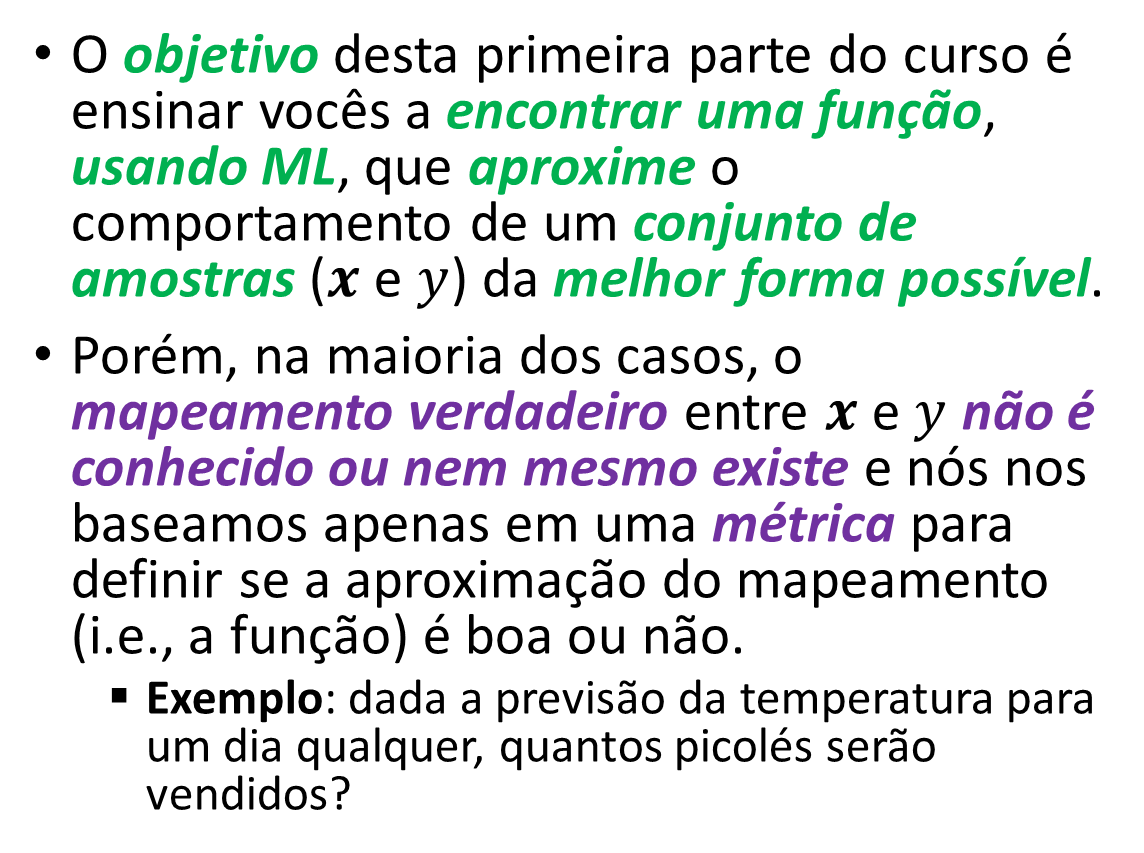 • O objetivo desta primeira parte do curso é
ensinar vocês a encontrar uma função,
usando ML, que aproxime o
comportamento de um conjunto de
amostras (𝒙 e 𝑦) da melhor forma possível.
• Porém, na maioria dos casos, o
mapeamento verdadeiro entre 𝒙 e 𝑦 não é
conhecido ou nem mesmo existe e nós nos
baseamos apenas em uma métrica para
definir se a aproximação do mapeamento
(i.e., a função) é boa ou não.
▪ Exemplo: dada a previsão da temperatura para
um dia qualquer, quantos picolés serão
vendidos?